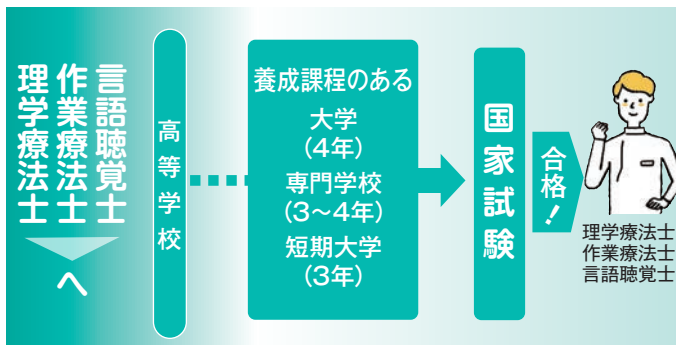 言語聴覚士
作業療法士
理学療法士
へ
高等学校
養成課程のある
大学
(4年)
専門学校
(3〜4年)
短期大学
(3年)
国家試験
合格!
理学療法士
作業療法士
言語聴覚士